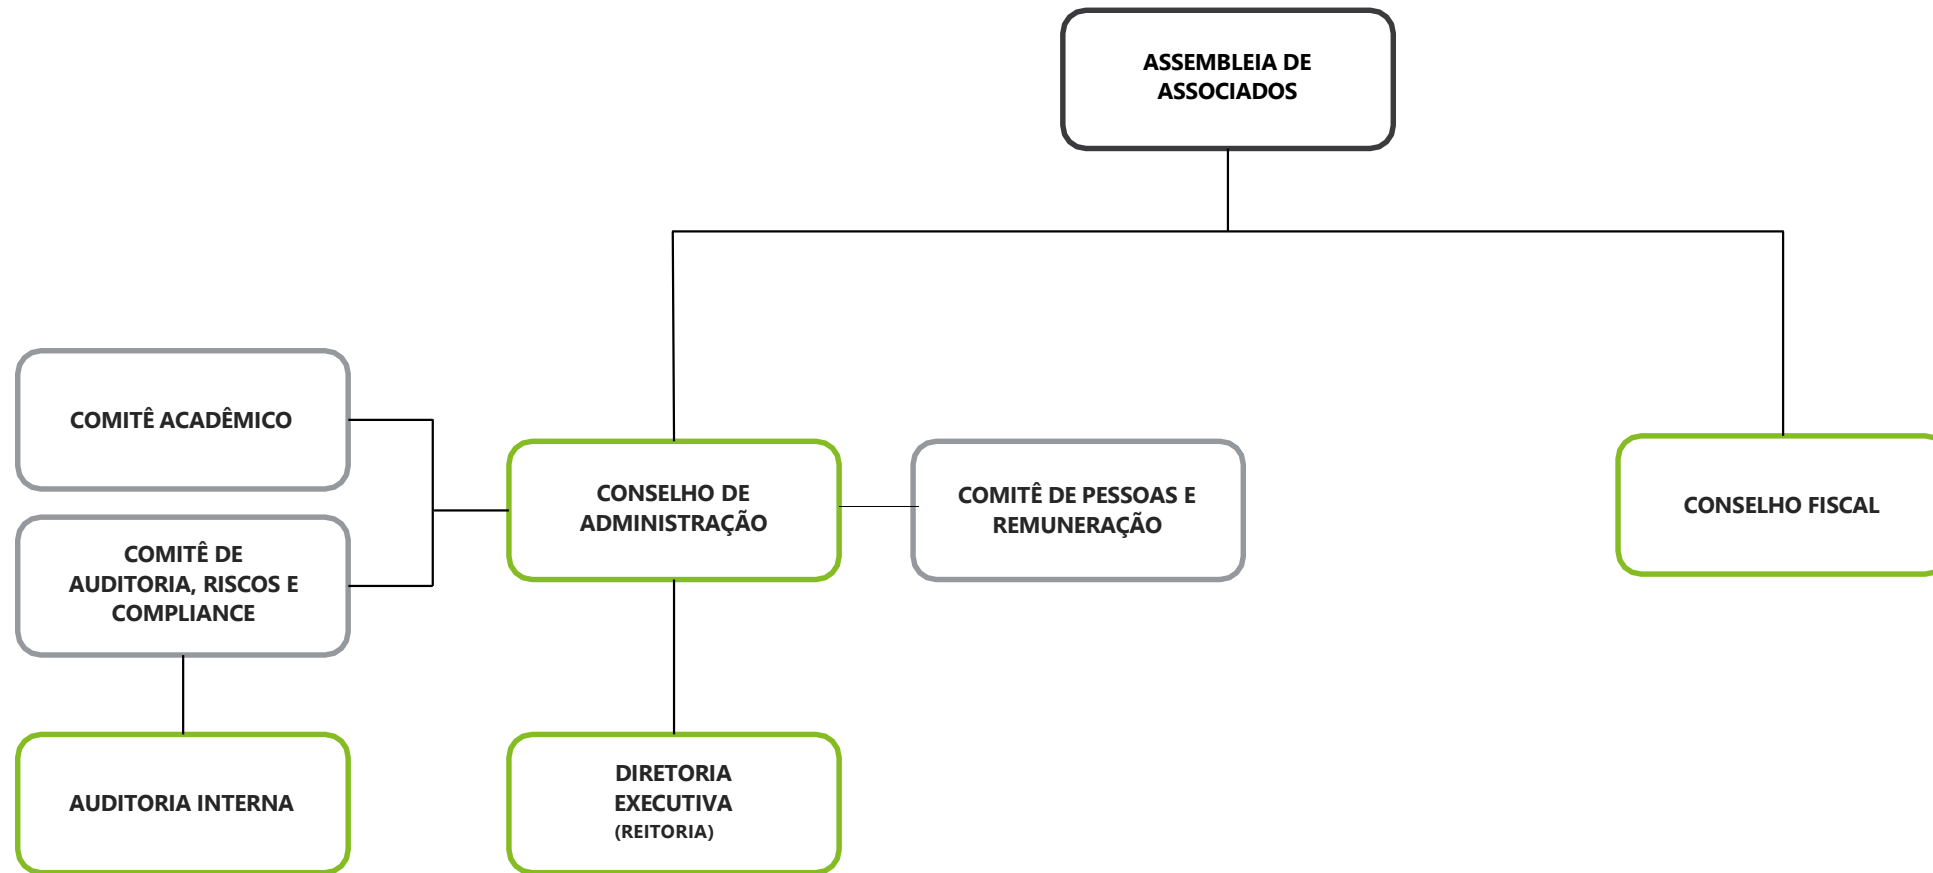 ASSEMBLEIA DE
ASSOCIADOS
COMITÊ ACADÊMICO
CONSELHO DE
ADMINISTRAÇÃO
COMITÊ DE PESSOAS E
REMUNERAÇÃO
CONSELHO FISCAL
COMITÊ DE
AUDITORIA, RISCOS E
COMPLIANCE
AUDITORIA INTERNA
DIRETORIA
EXECUTIVA
(REITORIA)